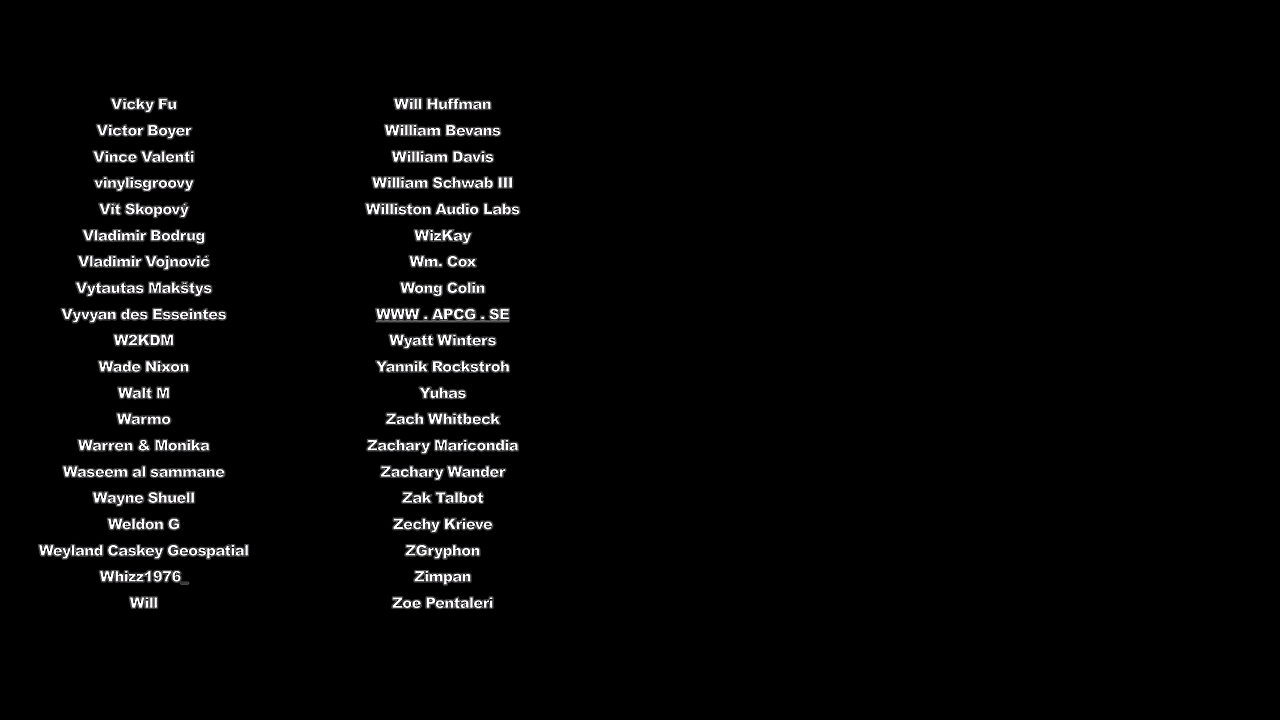 Vicky Fu
Victor Boyer
Vince Valenti
vinylisgroovy
Vít Skopový
Vladimir Bodrug
Vladimir Vojnović
Vytautas Makštys
Vyvyan des Esseintes
W2KDM
Wade Nixon
Walt M
Warmo
Warren & Monika
Waseem al sammane
Wayne Shuell
Weldon G
Weyland Caskey Geospatial
Whizz1976_
Will
Will Huffman
William Bevans
William Davis
William Schwab III
Williston Audio Labs
WizKay
Wm. Cox
Wong Colin
WWW . APCG . SE
Wyatt Winters
Yannik Rockstroh
Yuhas
Zach Whitbeck
Zachary Maricondia
Zachary Wander
Zak Talbot
Zechy Krieve
ZGryphon
Zimpan
Zoe Pentaleri